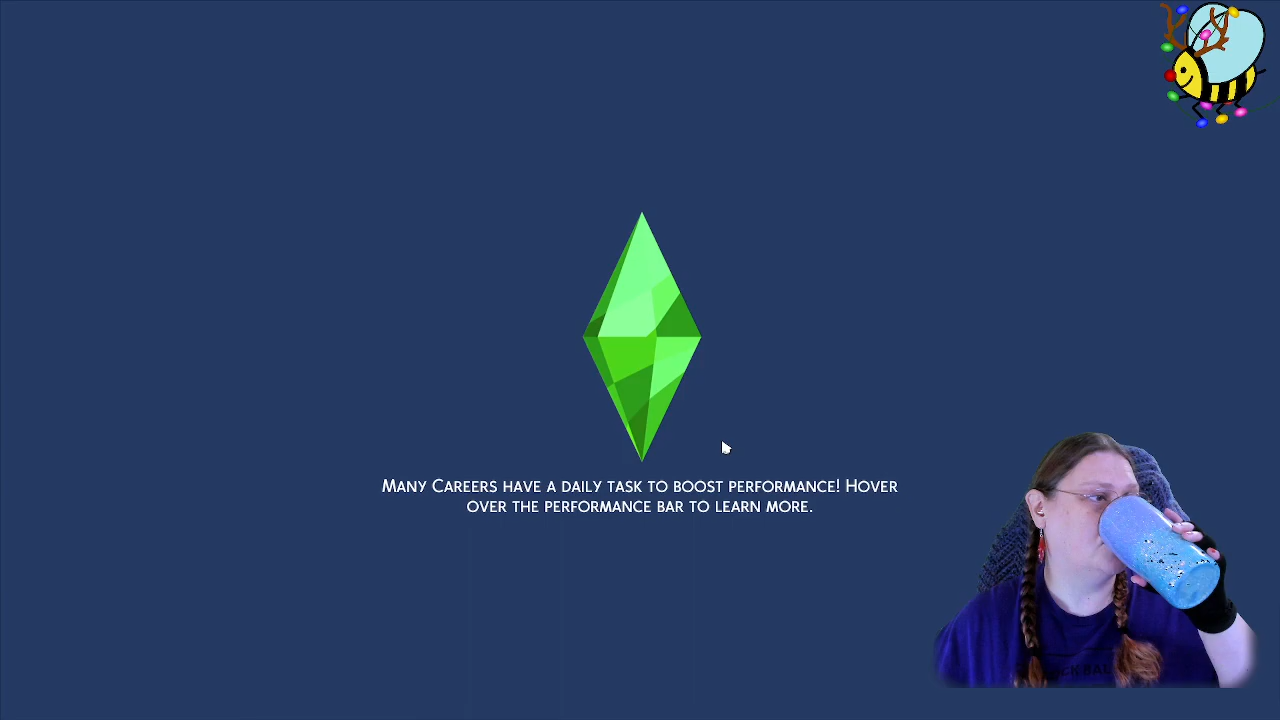 Many Careers have a daily task to boost performance! Hover
over the performance bar to learn more.